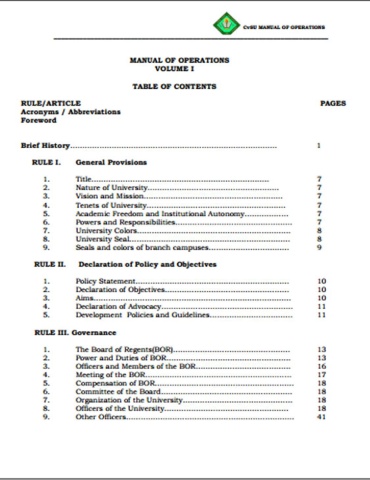 CvSU MANUAL OF OPERATIONS
MANUAL OF OPERATIONS
VOLUME I
TABLE OF CONTENTS
RULE/ARTICLE PAGES
Acronyms / Abbreviations
Foreword
Brief History.......................................................................... 1
RULE I. General Provisions
1. Title................................................................ 7
2. Nature of University................................................ 7
3. Vision and Mission.................................................. 7
4. Tenets of University................................................ 7
5. Academic Freedom and Institutional Autonomy.................. 7
6. Powers and Responsibilities......................................... 7
7. University Colors................................................... 8
8. University Seal..................................................... 8
9. Seals and colors of branch campuses............................. 9
RULE II. Declaration of Policy and Objectives
1. Policy Statement.................................................... 10
2. Declaration of Objectives........................................... 10
3. Aims................................................................ 10
4. Declaration of Advocacy............................................. 11
5. Development Policies and Guidelines.............................. 11
RULE III. Governance
1. The Board of Regents(BOR)........................................... 13
2. Power and Duties of BOR............................................. 13
3. Officers and Members of the BOR.................................. 16
4. Meeting of the BOR.................................................. 17
5. Compensation of BOR................................................. 18
6. Committee of the Board.............................................. 18
7. Organization of the University...................................... 18
8. Officers of the University.......................................... 18
9. Other Officers...................................................... 41